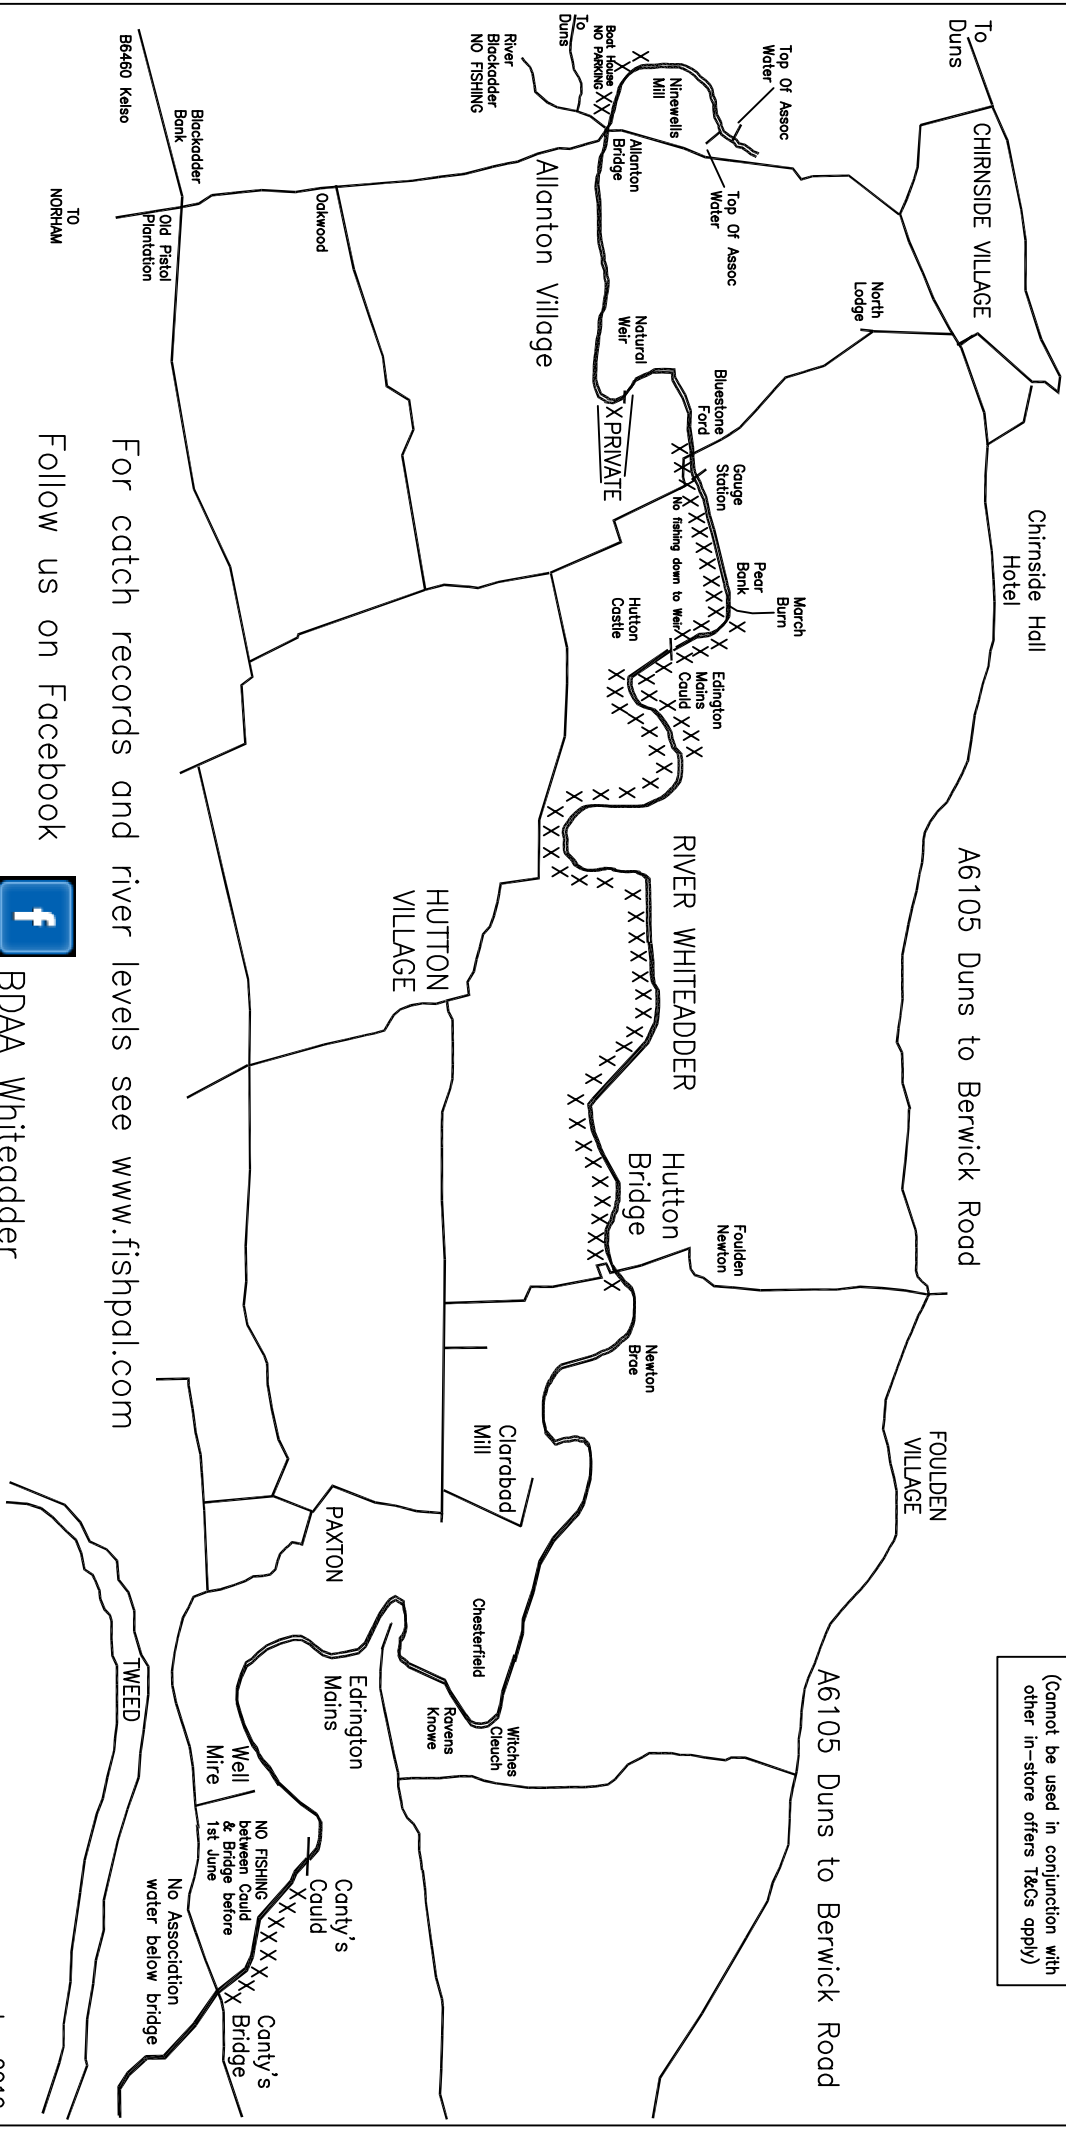 (Cannot be used in conjunction with
other in-store offers T&Cs apply)
To
Duns
CHIRNSIDE VILLAGE
Chirnside Hall
Hotel
A6105 Duns to Berwick Road
FOULDEN
VILLAGE
A6105 Duns to Berwick Road
North
Lodge
Top Of Assoc
Water
Top Of Assoc
Water
Ninewells
Mill
Boat House
NO PARKING
To
Duns
River
Blackadder
NO FISHING
Allanton
Bridge
Allanton Village
Natural
Weir
PRIVATE
Bluestone
Ford
Gauge
Station
No fishing down to Weir
Pear
Bank
March
Burn
Hutton
Castle
Edington
Mains
Cauld
RIVER WHITEADDER
Hutton
Bridge
Foulden
Newton
Newton
Brae
HUTTON
VILLAGE
Clarabad
Mill
Chesterfield
Witches
Cleuch
Ravens
Knowe
PAXTON
Edrington
Mains
Well
Mire
Canty's
Cauld
NO FISHING
between Cauld
& Bridge before
1st June
Canty's
Bridge
No Association
water below bridge
TWEED
Oakwood
Blackadder
Bank
Old Pistol
Plantation
B6460 Kelso
TO
NORHAM
For catch records and river levels see www.fishpal.com
Follow us on Facebook
f
BDAA Whiteadder